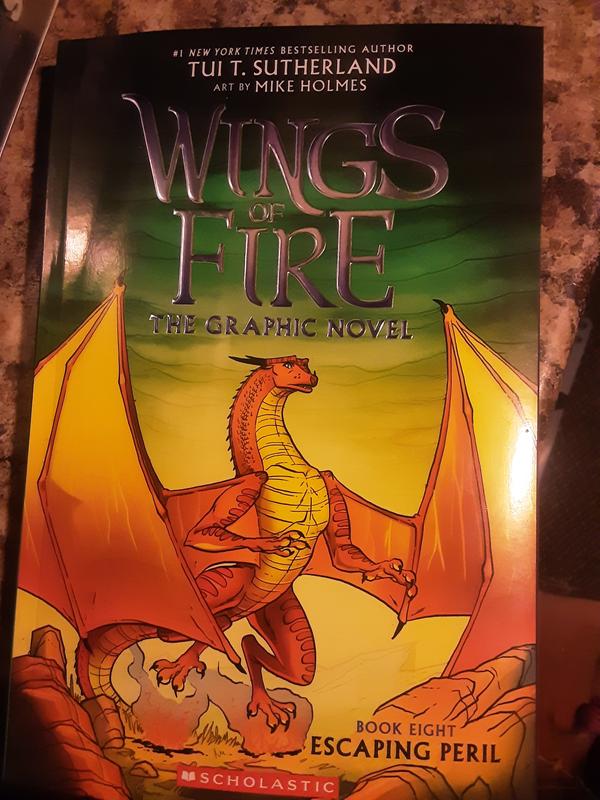 #1 NEW YORK TIMES BESTSELLING AUTHOR
TUI T. SUTHERLAND
ART BY MIKE HOLMES
WINGS
OF
FIRE
THE GRAPHIC NOVEL
BOOK EIGHT
ESCAPING PERIL
SCHOLASTIC